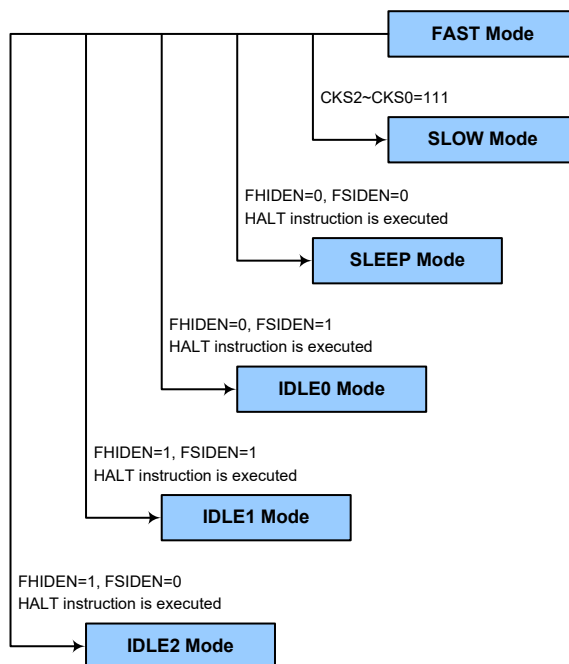 FAST Mode
CKS2~CKS0=111
SLOW Mode
FHIDEN=0, FSIDEN=0
HALT instruction is executed
SLEEP Mode
FHIDEN=0, FSIDEN=1
HALT instruction is executed
IDLE0 Mode
FHIDEN=1, FSIDEN=1
HALT instruction is executed
IDLE1 Mode
FHIDEN=1, FSIDEN=0
HALT instruction is executed
IDLE2 Mode